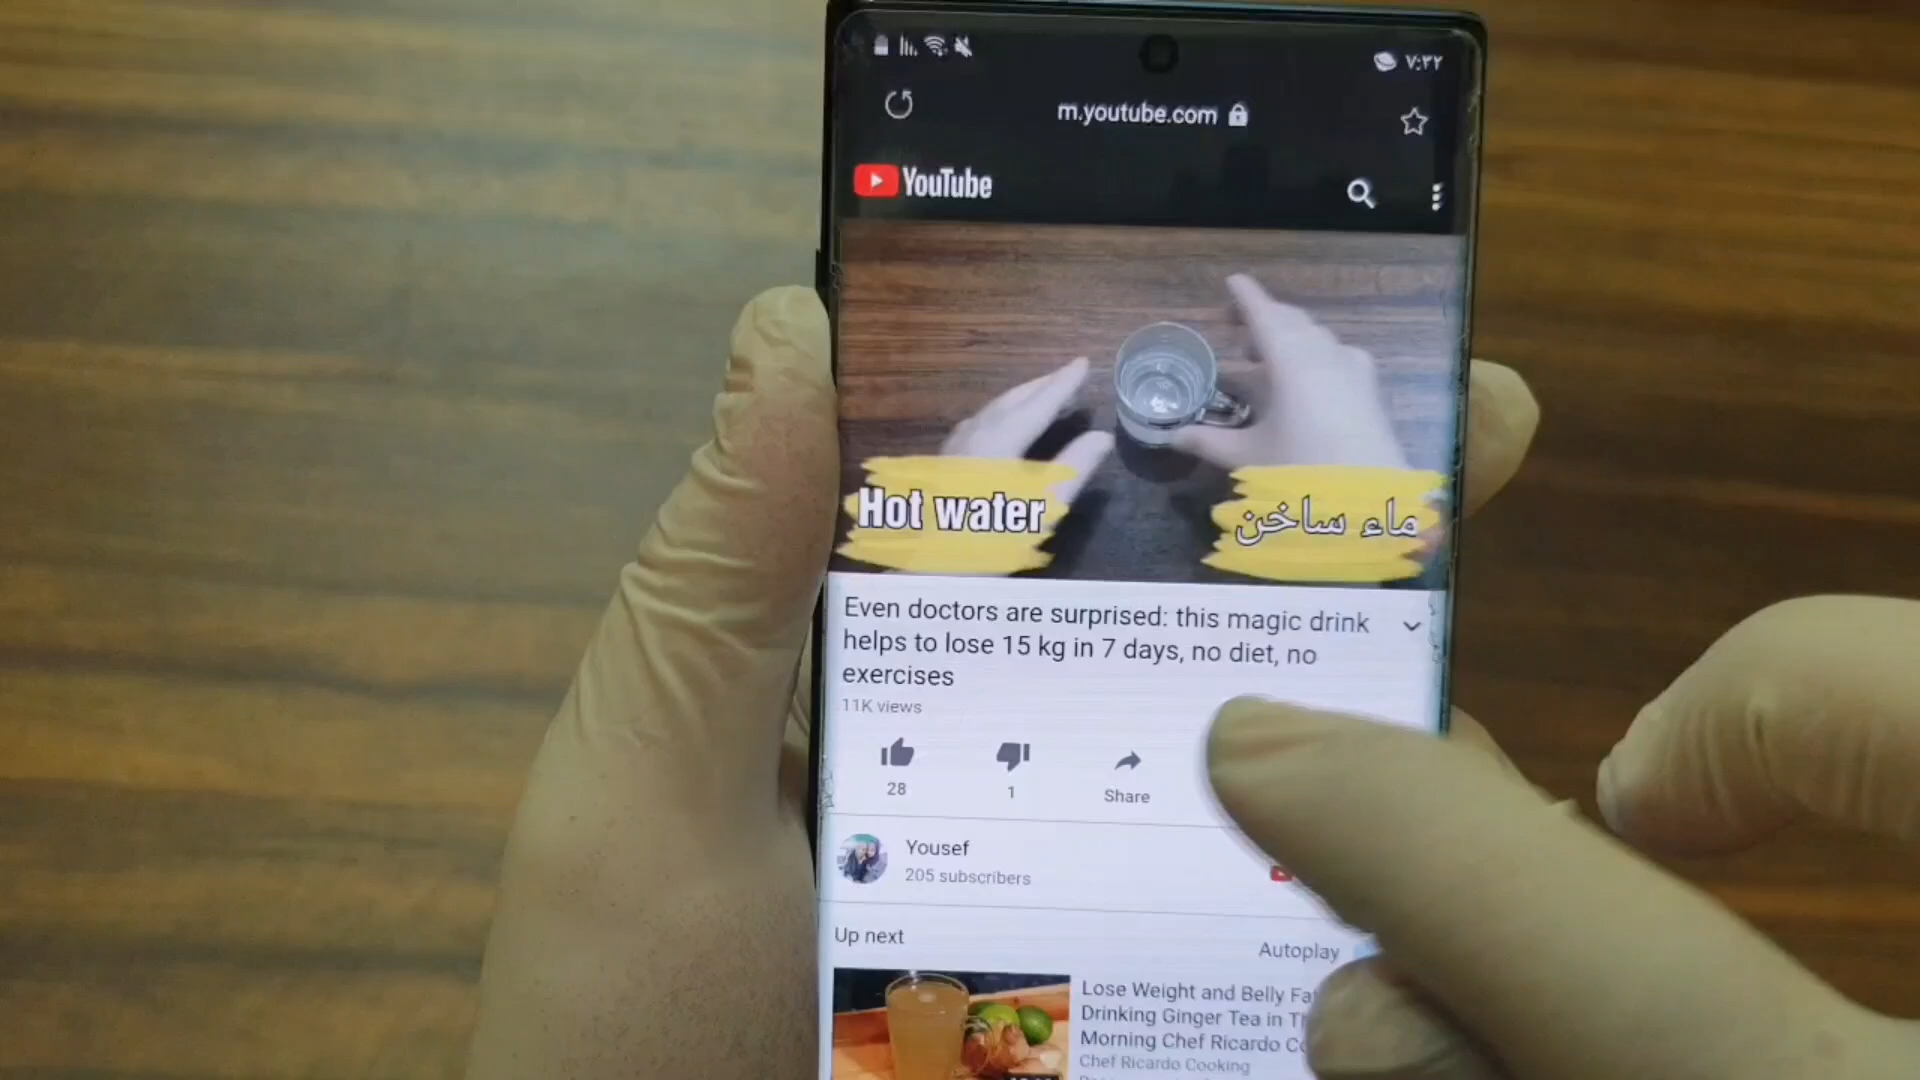 ٧:٣٢
m.youtube.com
YouTube
Hot water
ماء ساخن
Even doctors are surprised: this magic drink
helps to lose 15 kg in 7 days, no diet, no
exercises
11K views
28
1
Share
Yousef
205 subscribers
Up next
Autoplay
Lose Weight and Belly
Drinking Ginger Tea in
Morning Chef Ricardo
Chef Ricardo Cooking